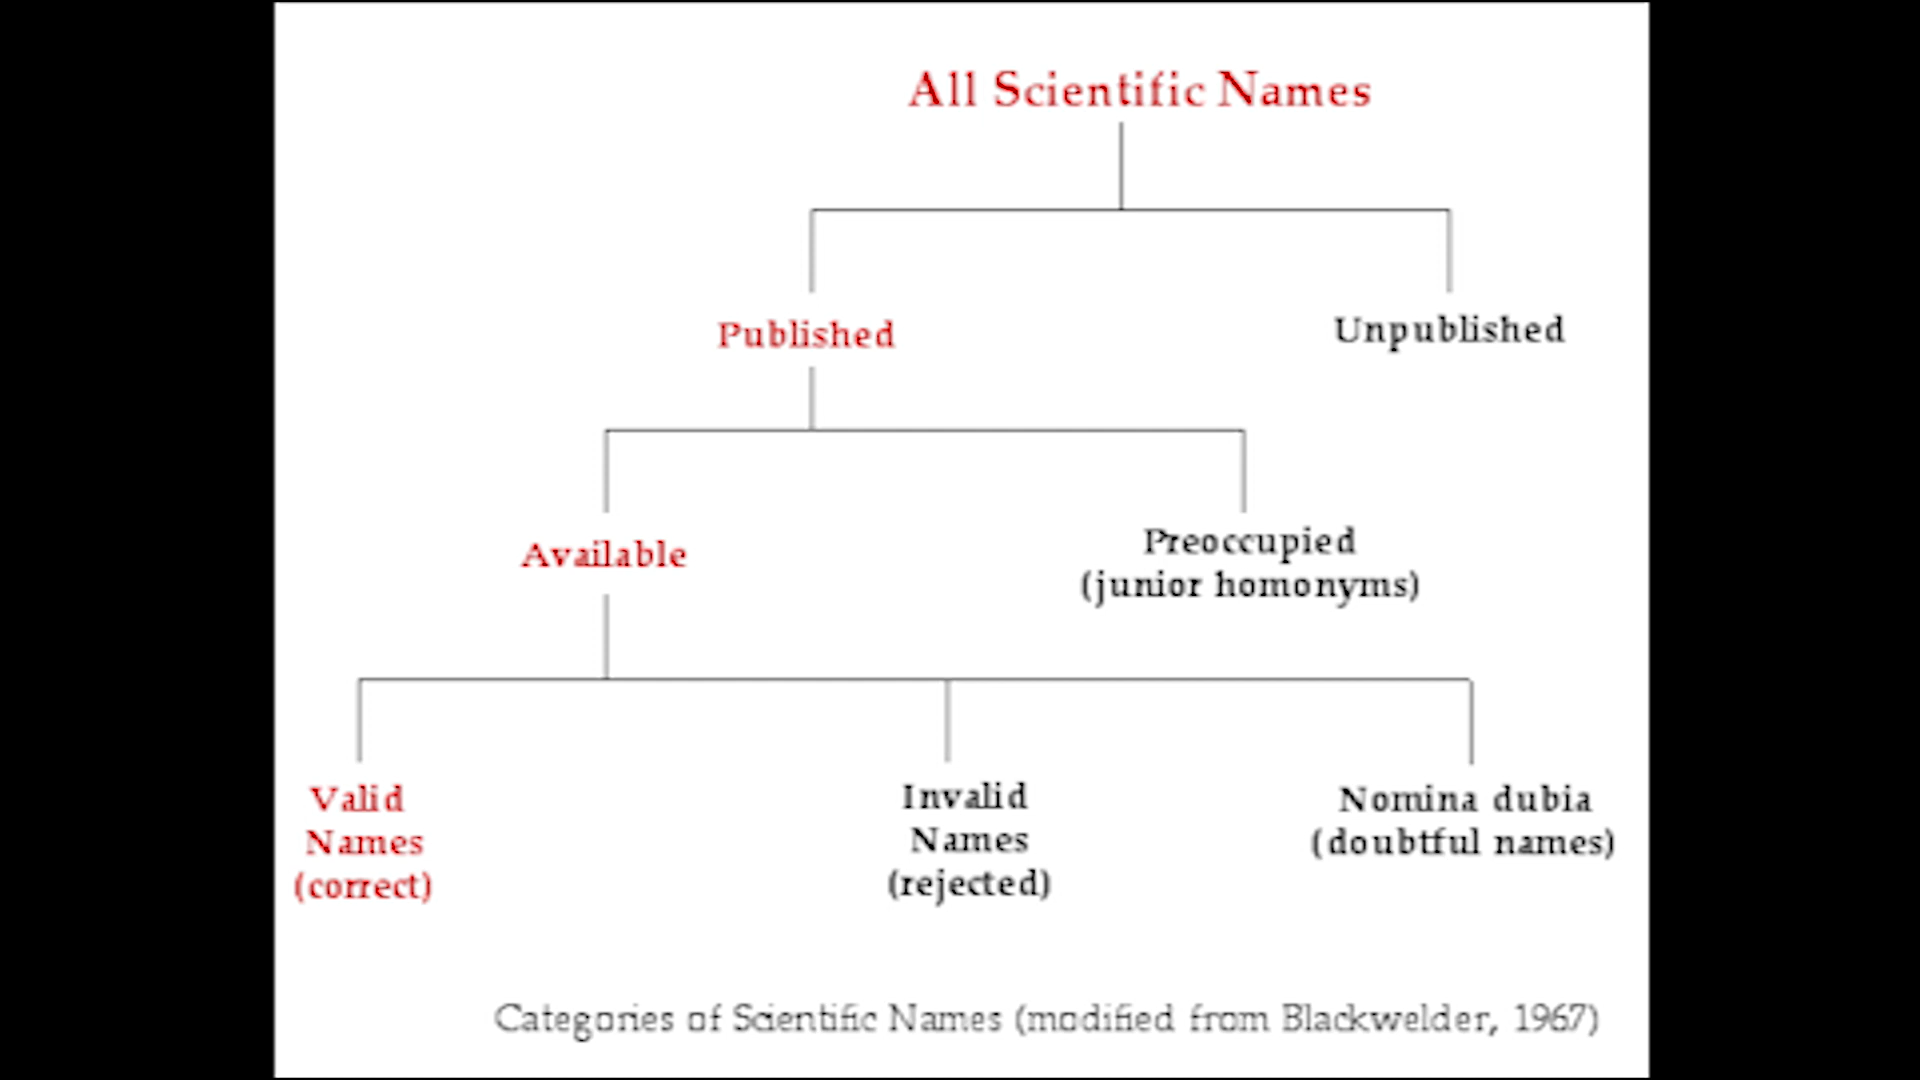 All Scientific Names
Published
Unpublished
Available
Preoccupied
(junior homonyms)
Valid
Names
(correct)
Invalid
Names
(rejected)
Nomina dubia
(doubtful names)
Categories of Scientific Names (modified from Blackwelder, 1967)